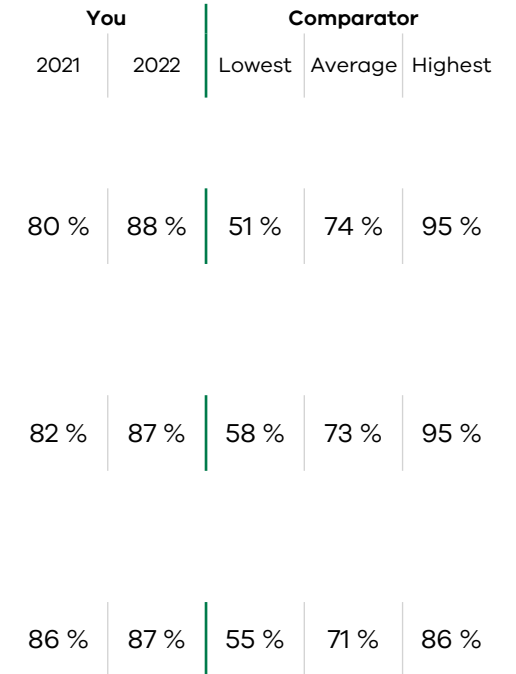 You Comparator
2021 2022 Lowest Average Highest
80 % 88 % 51 % 74 % 95 %
82 % 87 % 58 % 73 % 95 %
86 % 87 % 55 % 71 % 86 %